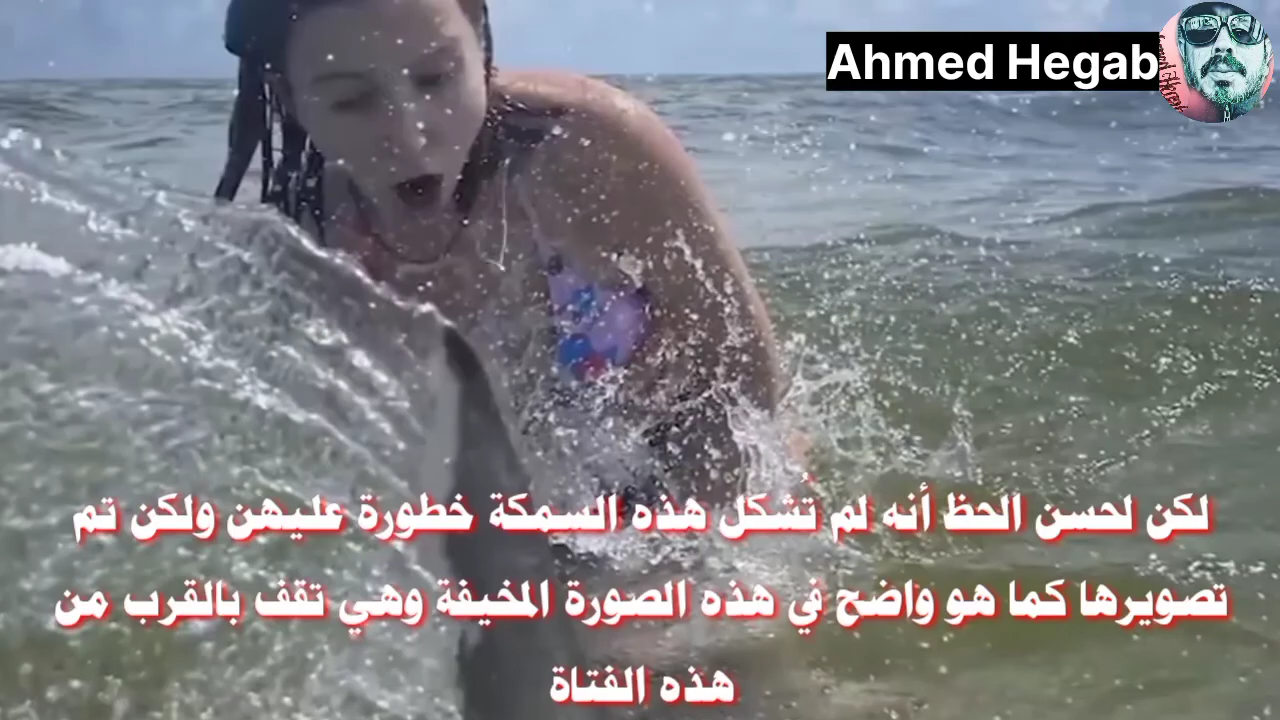 Ahmed Hegab
لكن لحسن الحظ أنه لم تُشكل هذه السمكة خطورة عليهن ولكن تم
تصويرها كما هو واضح في هذه الصورة المخيفة وهي تقف بالقرب من
هذه الفتاة